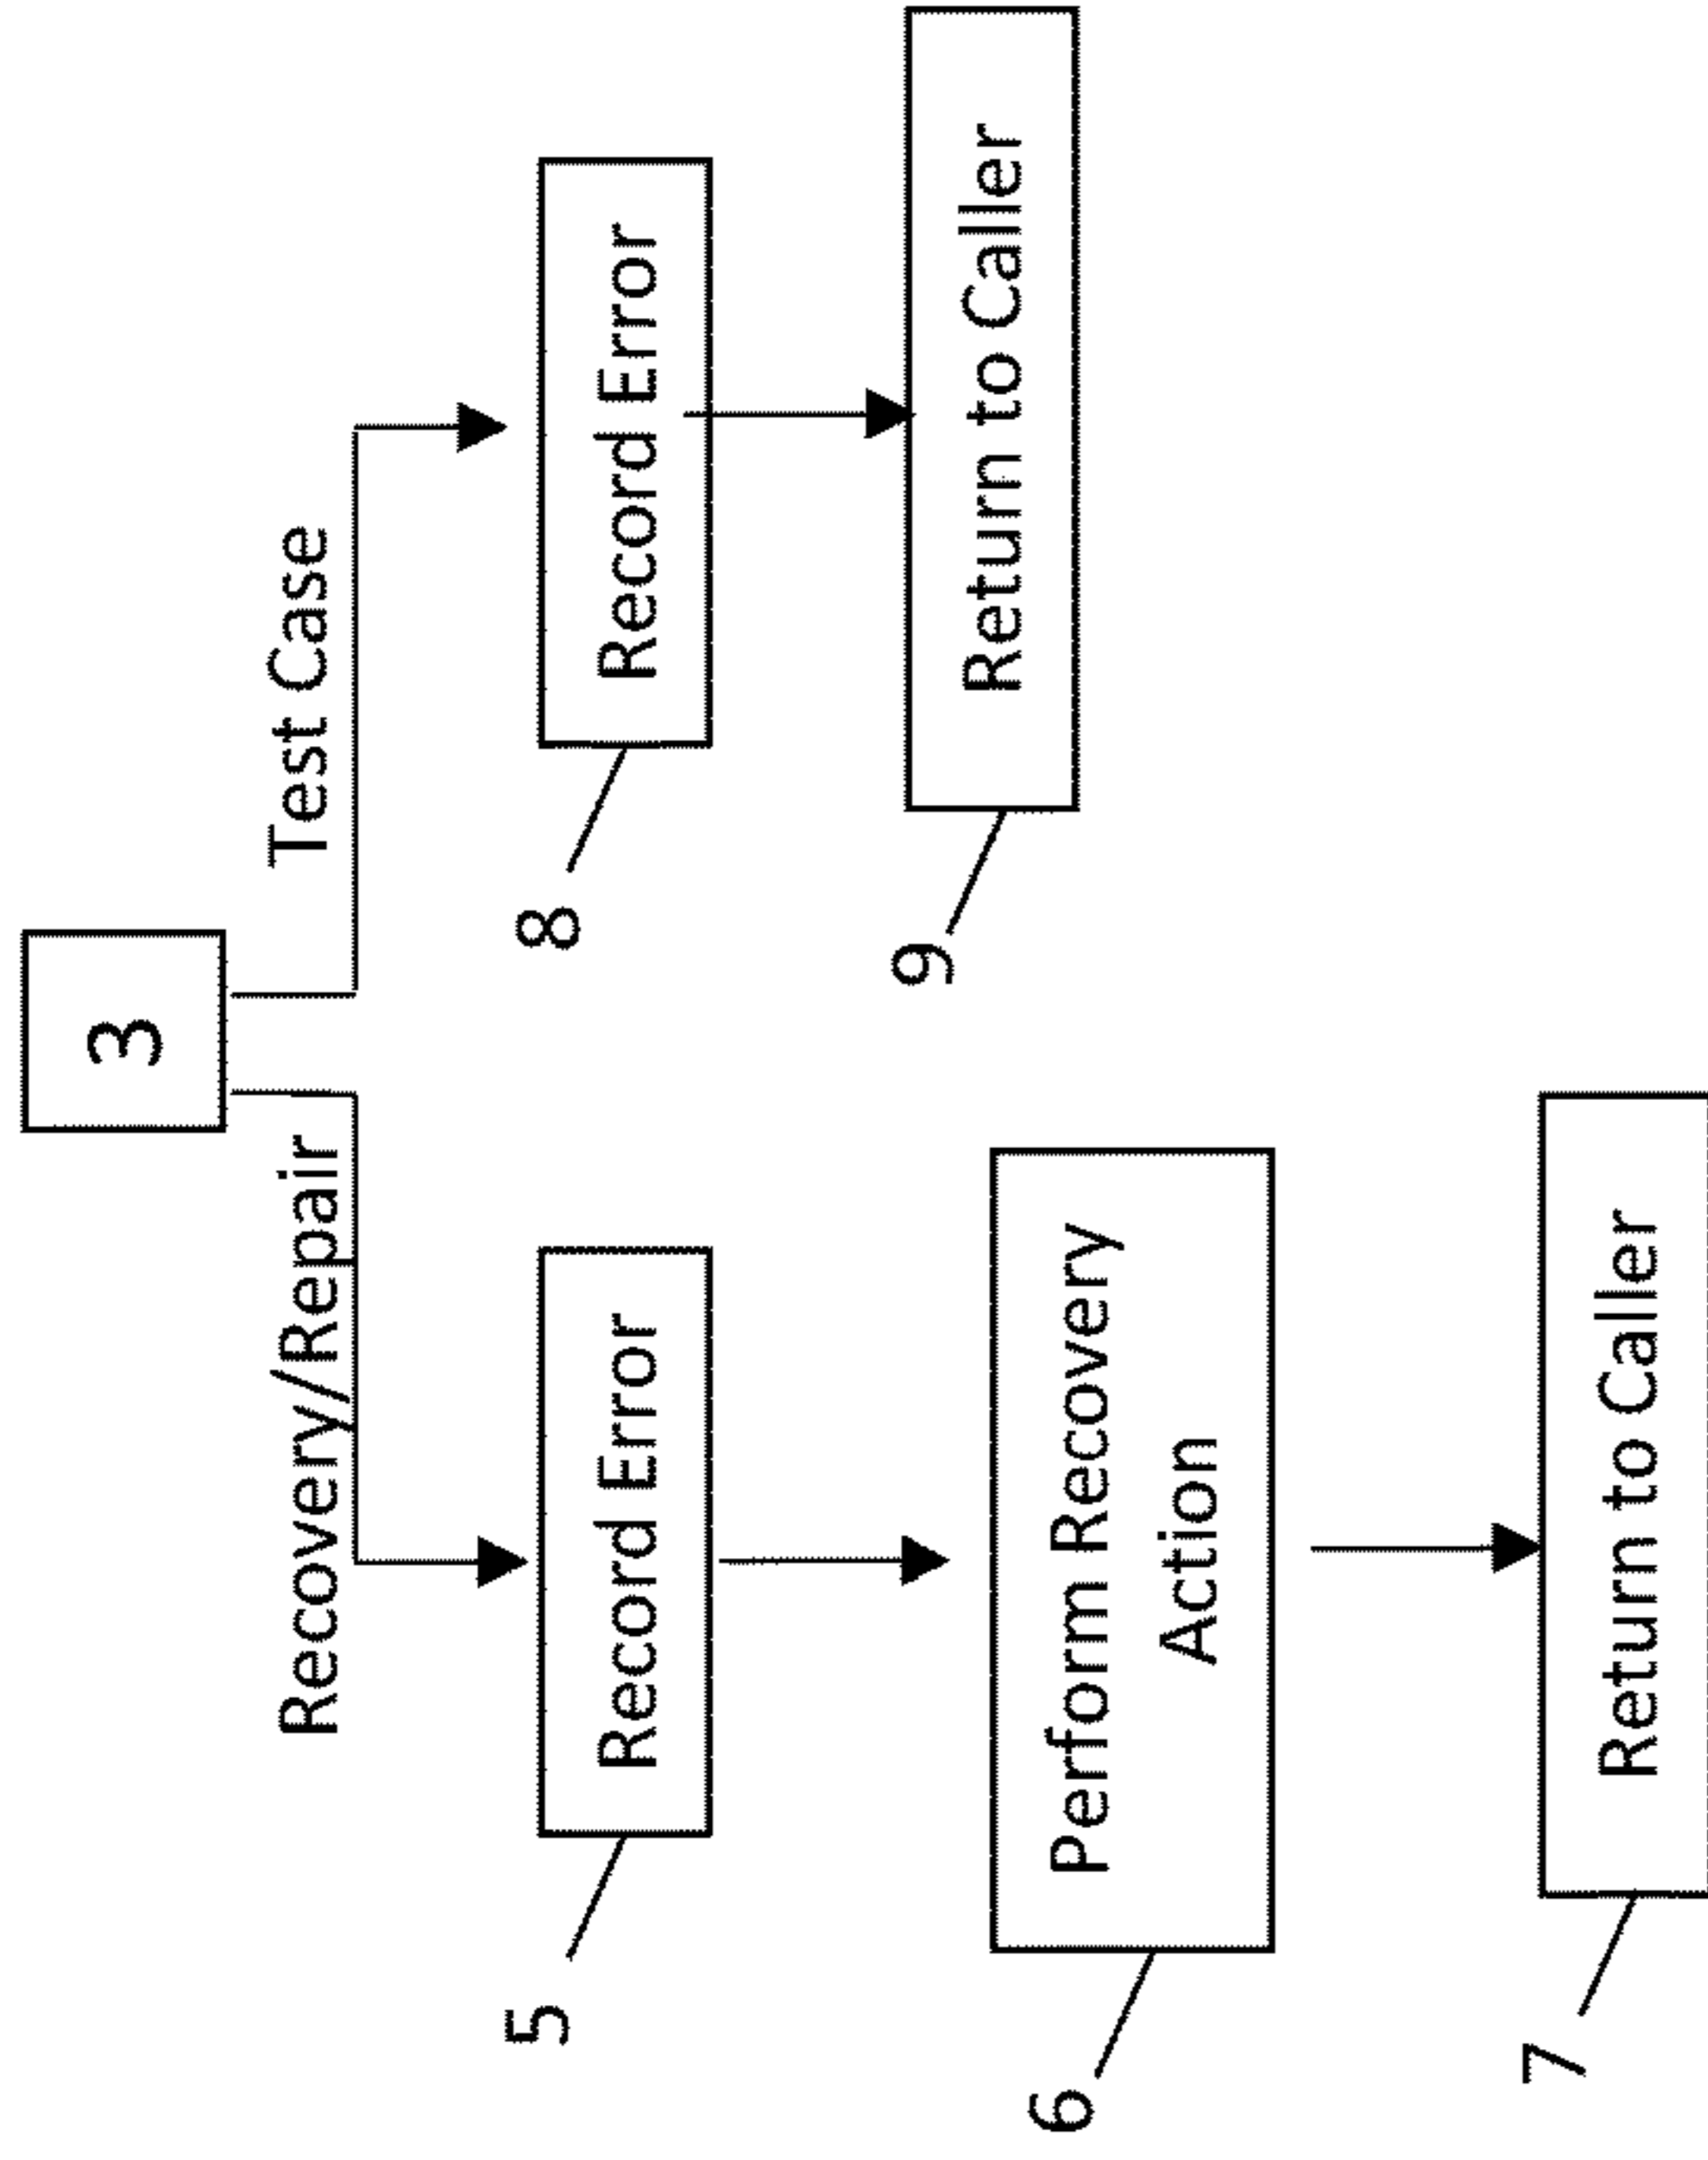 3
Recovery/Repair
Test Case
5
Record Error
8
Record Error
6
Perform Recovery
Action
9
Return to Caller
7
Return to Caller